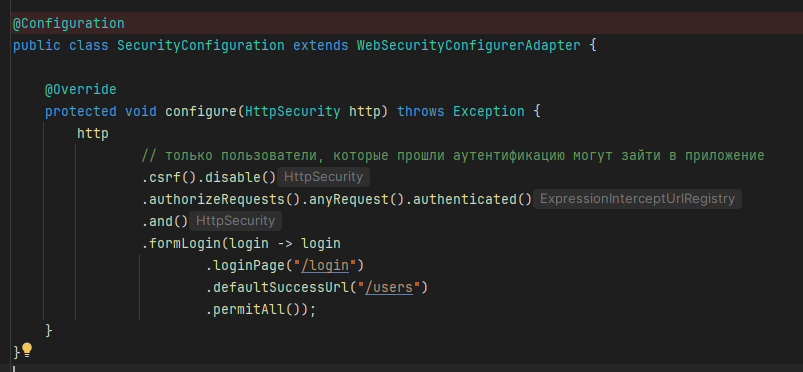 @Configuration
public class SecurityConfiguration extends WebSecurityConfigurerAdapter {
@Override
protected void configure(HttpSecurity http) throws Exception {
http
// только пользователи, которые прошли аутентификацию могут зайти в приложение
.csrf().disable() HttpSecurity
.authorizeRequests().anyRequest().authenticated() ExpressionInterceptUrlRegistry
.and() HttpSecurity
.formLogin(login -> login
.loginPage("/login")
.defaultSuccessUrl("/users")
.permitAll());
}
}